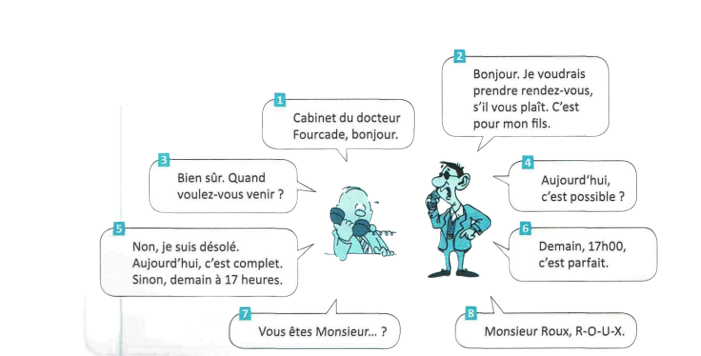 1
Cabinet du docteur
Fourcade, bonjour.
2
Bonjour. Je voudrais
prendre rendez-vous,
s'il vous plaît. C'est
pour mon fils.
3
Bien sûr. Quand
voulez-vous venir ?
4
Aujourd'hui,
c'est possible ?
5
Non, je suis désolé.
Aujourd'hui, c'est complet.
Sinon, demain à 17 heures.
6
Demain, 17h00,
c'est parfait.
7
Vous êtes Monsieur... ?
8
Monsieur Roux, R-O-U-X.